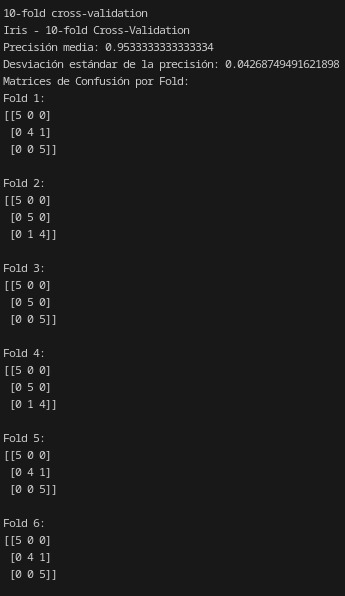 10-fold cross-validation
Iris - 10-fold Cross-Validation
Precisión media: 0.9533333333333334
Desviación estándar de la precisión: 0.04268749491621898
Matrices de Confusión por Fold:
Fold 1:
[[5 0 0]
 [0 4 1]
 [0 0 5]]

Fold 2:
[[5 0 0]
 [0 5 0]
 [0 1 4]]

Fold 3:
[[5 0 0]
 [0 5 0]
 [0 0 5]]

Fold 4:
[[5 0 0]
 [0 5 0]
 [0 1 4]]

Fold 5:
[[5 0 0]
 [0 4 1]
 [0 0 5]]

Fold 6:
[[5 0 0]
 [0 4 1]
 [0 0 5]]